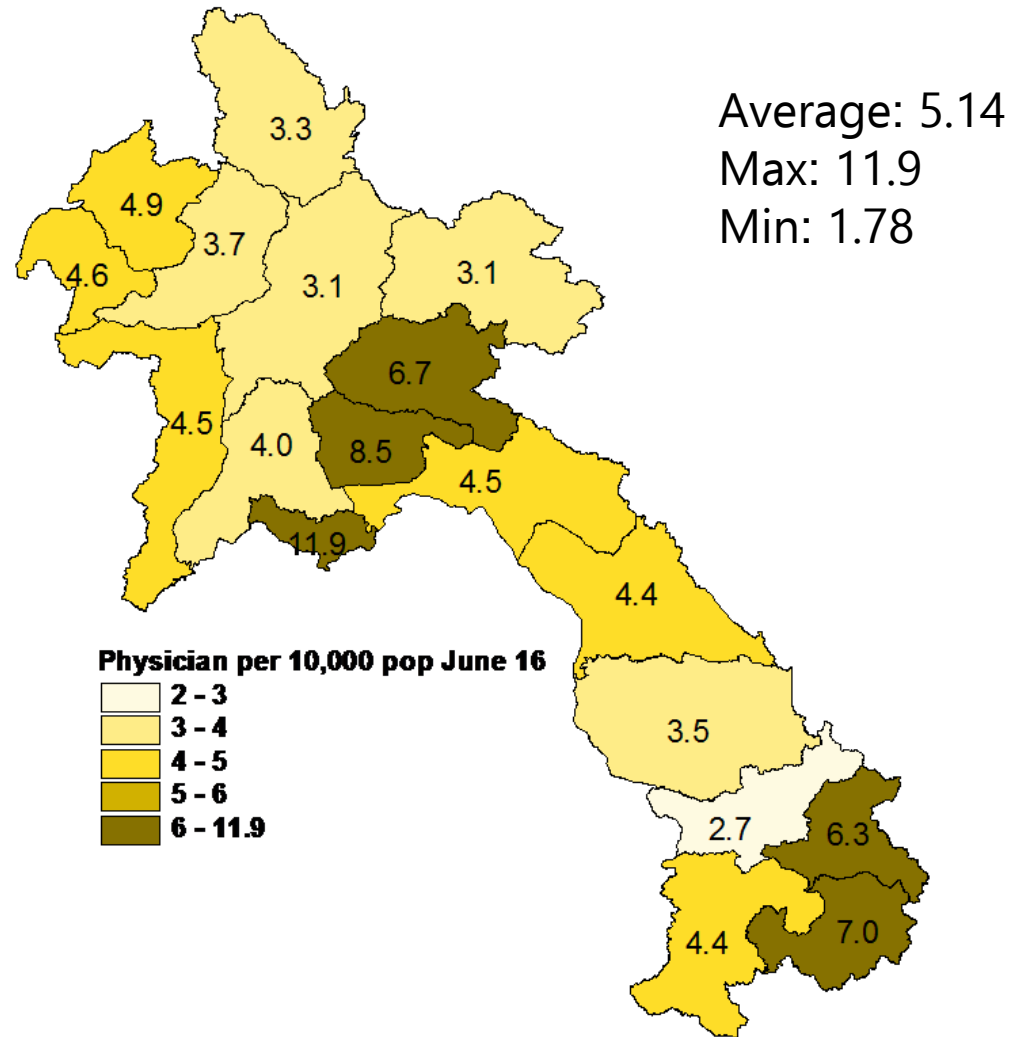 Average: 5.14
Max: 11.9
Min: 1.78
3.3
4.9
3.7
4.6
3.1
3.1
6.7
4.5
4.0
8.5
4.5
11.9
4.4
Physician per 10,000 pop June 16
2 - 3
3 - 4
4 - 5
5 - 6
6 - 11.9
3.5
2.7
6.3
4.4
7.0